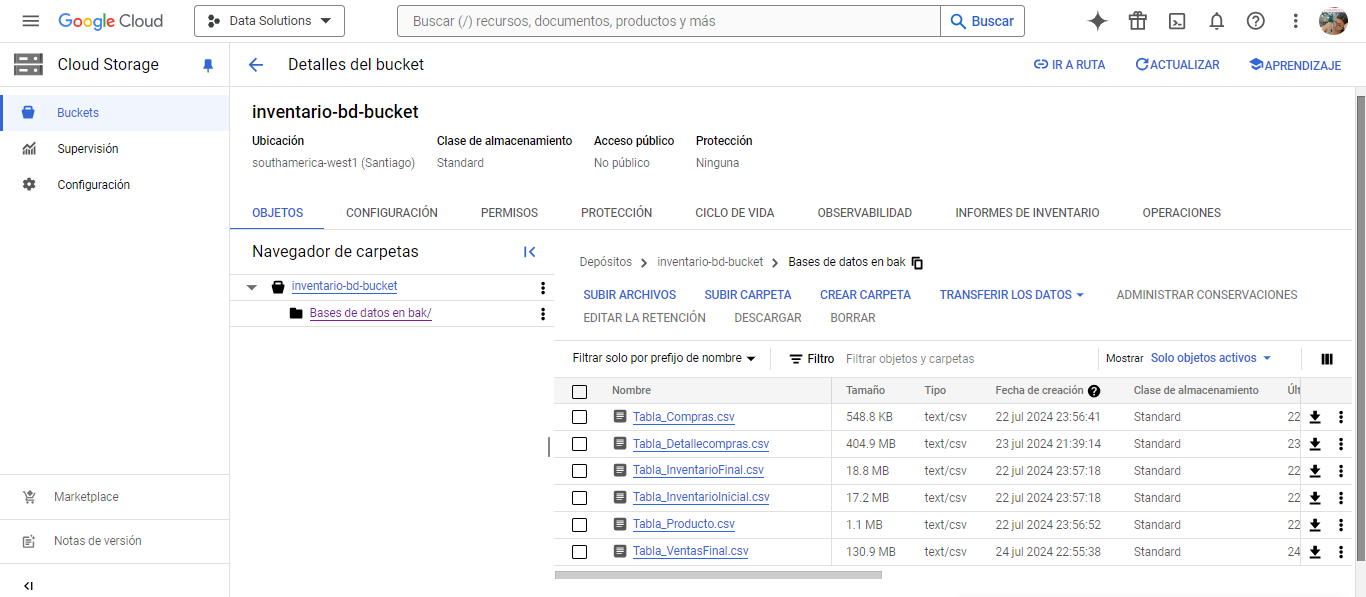 Google Cloud
Data Solutions
Buscar (/) recursos, documentos, productos y más
Buscar
Cloud Storage
Detalles del bucket
IR A RUTA
ACTUALIZAR
APRENDIZAJE
Buckets
Supervisión
Configuración
inventario-bd-bucket
Ubicación Clase de almacenamiento Acceso público Protección
southamerica-west1 (Santiago) Standard No público Ninguna
OBJETOS CONFIGURACIÓN PERMISOS PROTECCIÓN CICLO DE VIDA OBSERVABILIDAD INFORMES DE INVENTARIO OPERACIONES
Navegador de carpetas
inventario-bd-bucket
Bases de datos en bak/
Depósitos > inventario-bd-bucket > Bases de datos en bak
SUBIR ARCHIVOS SUBIR CARPETA CREAR CARPETA TRANSFERIR LOS DATOS ADMINISTRAR CONSERVACIONES
EDITAR LA RETENCIÓN DESCARGAR BORRAR
Filtrar solo por prefijo de nombre Filtro Filtrar objetos y carpetas Mostrar Solo objetos activos
Nombre Tamaño Tipo Fecha de creación Clase de almacenamiento Últ
Tabla_Compras.csv 548.8 KB text/csv 22 jul 2024 23:56:41 Standard 22
Tabla_Detallecompras.csv 404.9 MB text/csv 23 jul 2024 21:39:14 Standard 23
Tabla_InventarioFinal.csv 18.8 MB text/csv 22 jul 2024 23:57:18 Standard 22
Tabla_InventarioInicial.csv 17.2 MB text/csv 22 jul 2024 23:57:18 Standard 22
Tabla_Producto.csv 1.1 MB text/csv 22 jul 2024 23:56:52 Standard 22
Tabla_VentasFinal.csv 130.9 MB text/csv 24 jul 2024 22:55:38 Standard 24
Marketplace
Notas de versión